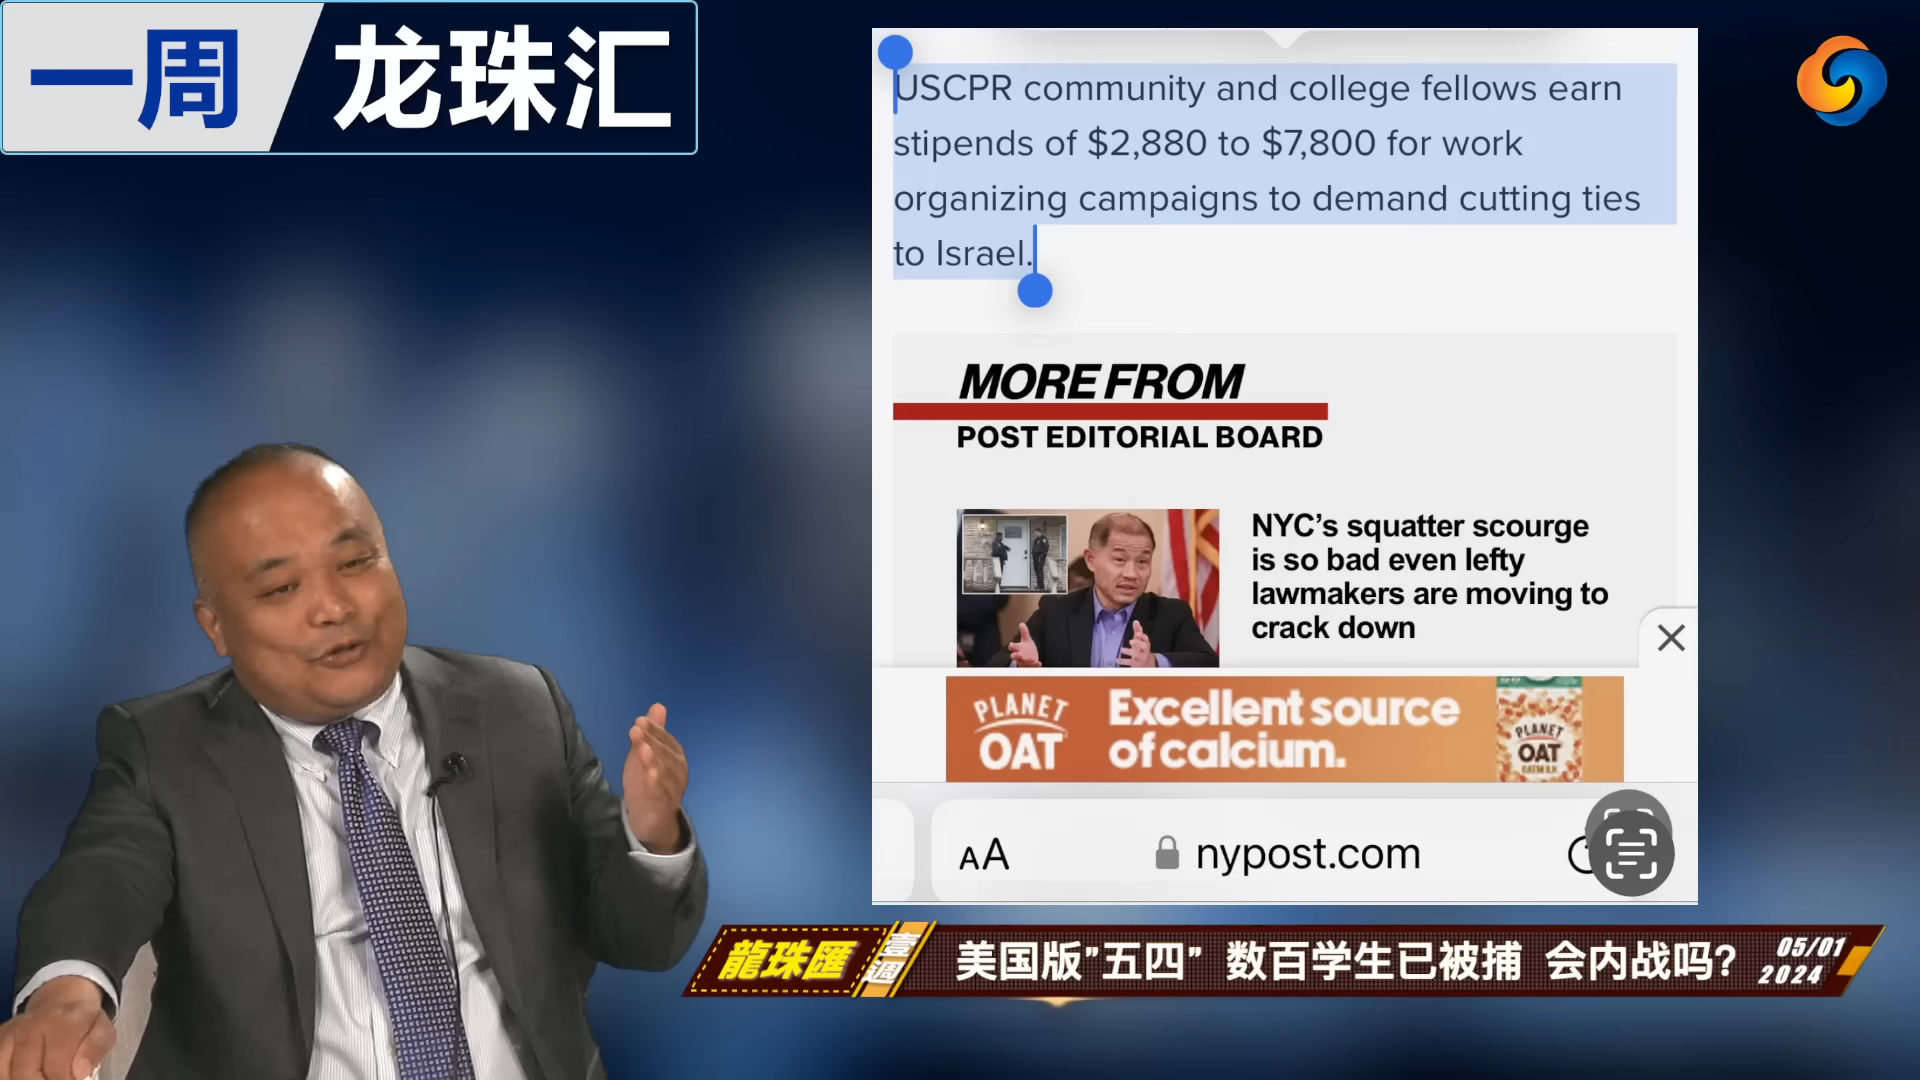 一周 龙珠汇
USCPR community and college fellows earn
stipends of $2,880 to $7,800 for work
organizing campaigns to demand cutting ties
to Israel.
MORE FROM
POST EDITORIAL BOARD
NYC’s squatter scourge
is so bad even lefty
lawmakers are moving to
crack down
PLANET
OAT
Excellent source
of calcium.
PLANET
OAT
OATMILK
AA
nypost.com
龍珠匯
壹週
美国版”五四” 数百学生已被捕 会内战吗?
05/01
2024